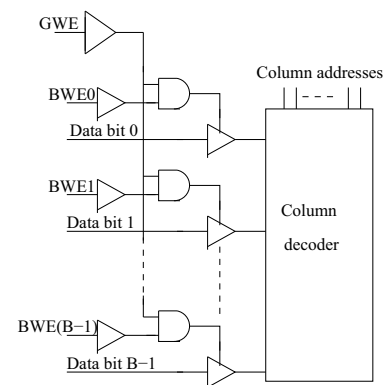 GWE
Column addresses
BWE0
Data bit 0
BWE1
Data bit 1
Column
decoder
BWE(B−1)
Data bit B−1